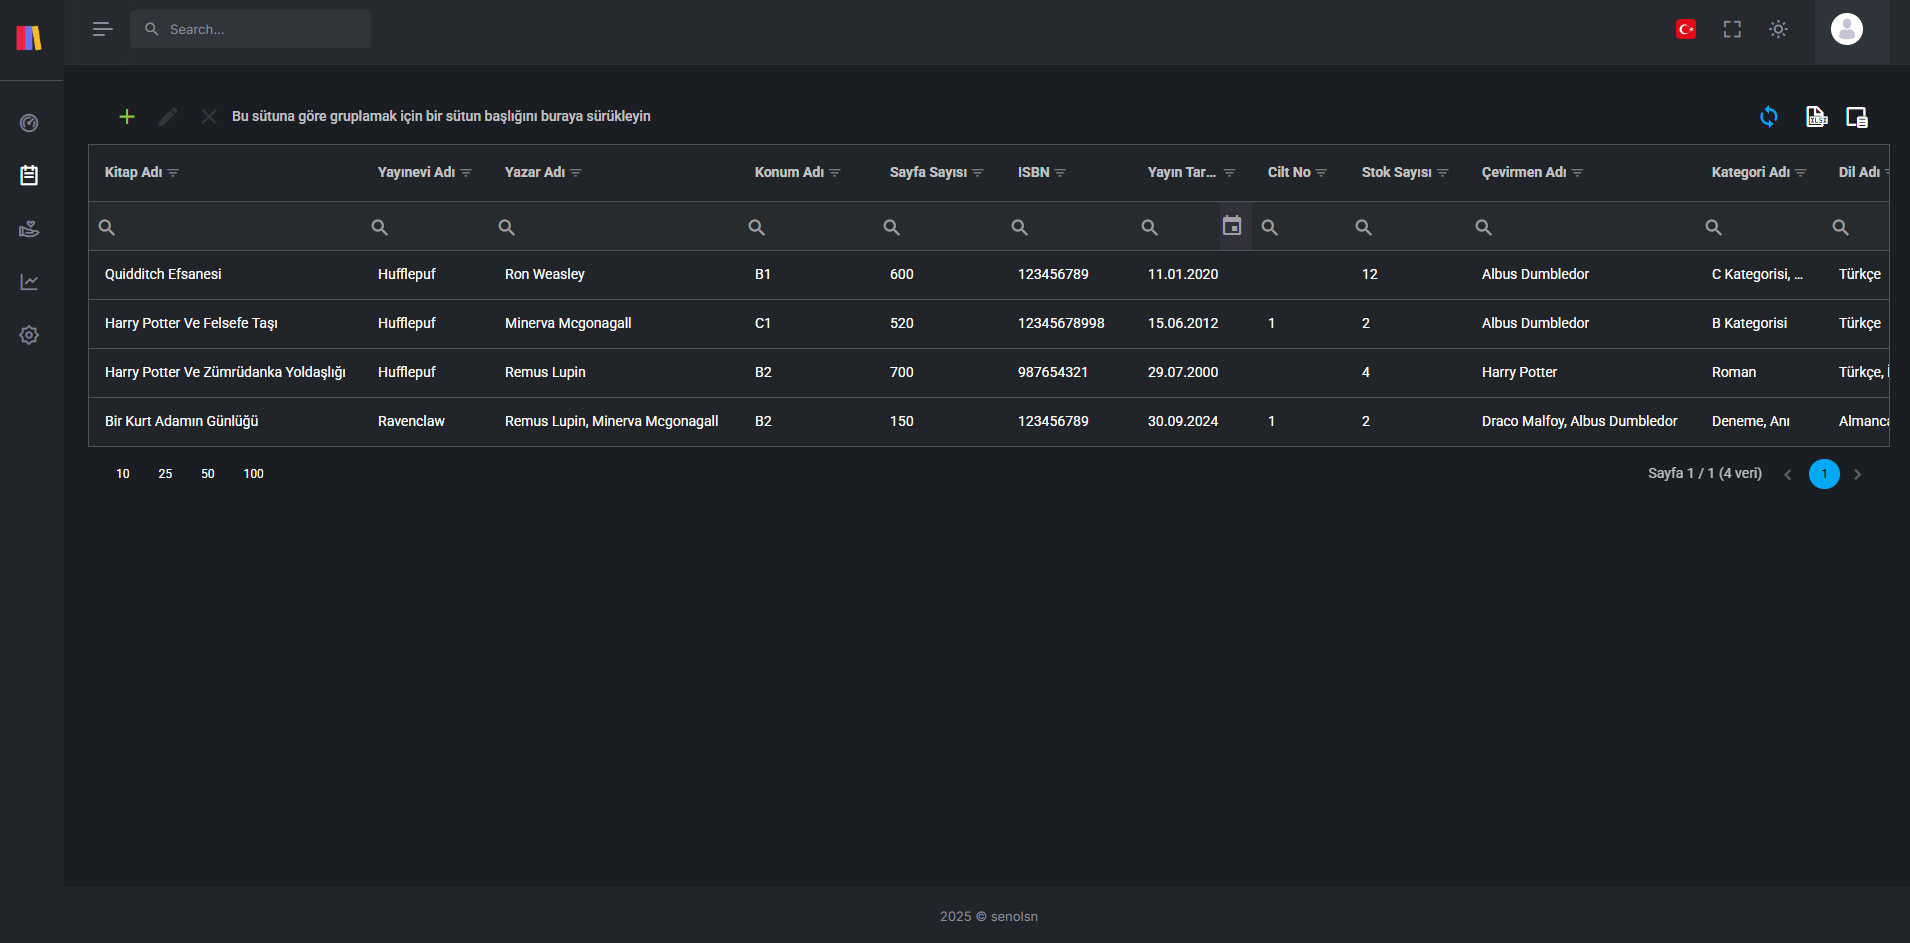 Search...
Bu sütuna göre gruplamak için bir sütun başlığını buraya sürükleyin
XLSX
Kitap Adı Yayınevi Adı Yazar Adı Konum Adı Sayfa Sayısı ISBN Yayın Tar... Cilt No Stok Sayısı Çevirmen Adı Kategori Adı Dil Adı
Quidditch Efsanesi Hufflepuf Ron Weasley B1 600 123456789 11.01.2020 12 Albus Dumbledor C Kategorisi, ... Türkçe
Harry Potter Ve Felsefe Taşı Hufflepuf Minerva Mcgonagall C1 520 12345678998 15.06.2012 1 2 Albus Dumbledor B Kategorisi Türkçe
Harry Potter Ve Zümrüdanka Yoldaşlığı Hufflepuf Remus Lupin B2 700 987654321 29.07.2000 4 Harry Potter Roman Türkçe, İ
Bir Kurt Adamın Günlüğü Ravenclaw Remus Lupin, Minerva Mcgonagall B2 150 123456789 30.09.2024 1 2 Draco Malfoy, Albus Dumbledor Deneme, Anı Almanca
10 25 50 100 Sayfa 1 / 1 (4 veri) 1
2025 © senolsn